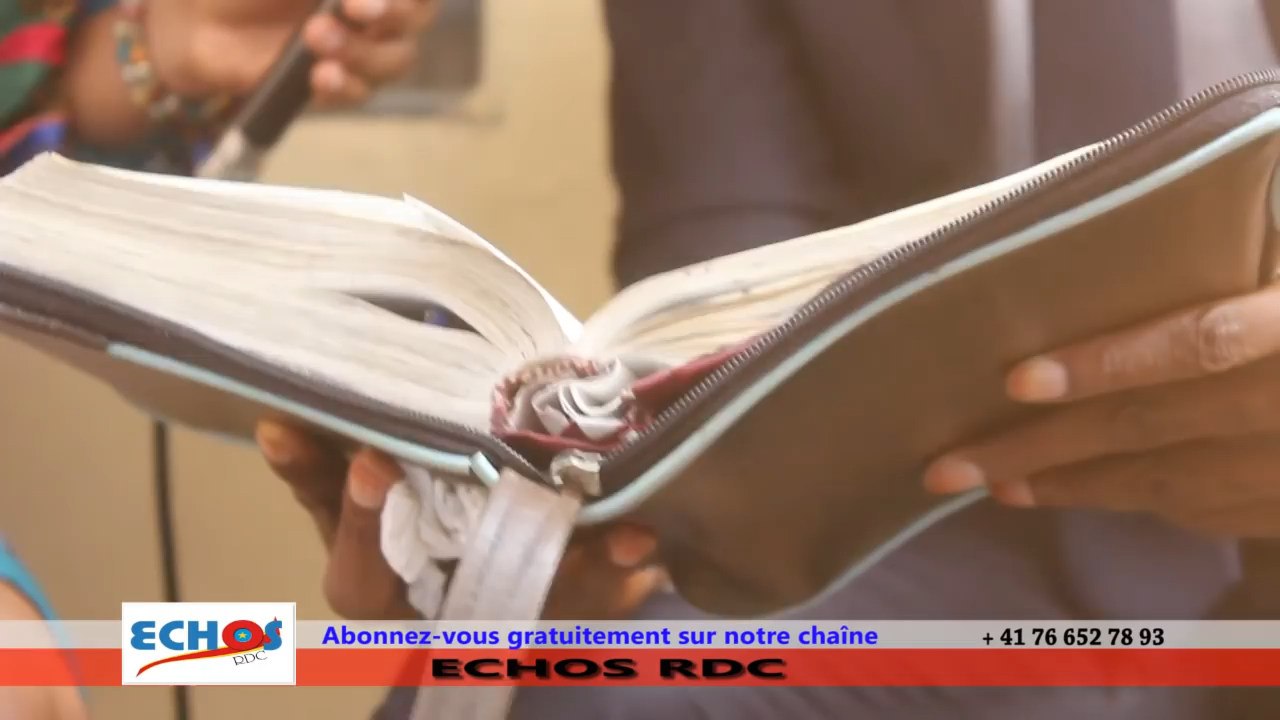 ECHOS
RDC
Abonnez-vous gratuitement sur notre chaîne
+ 41 76 652 78 93
ECHOS RDC